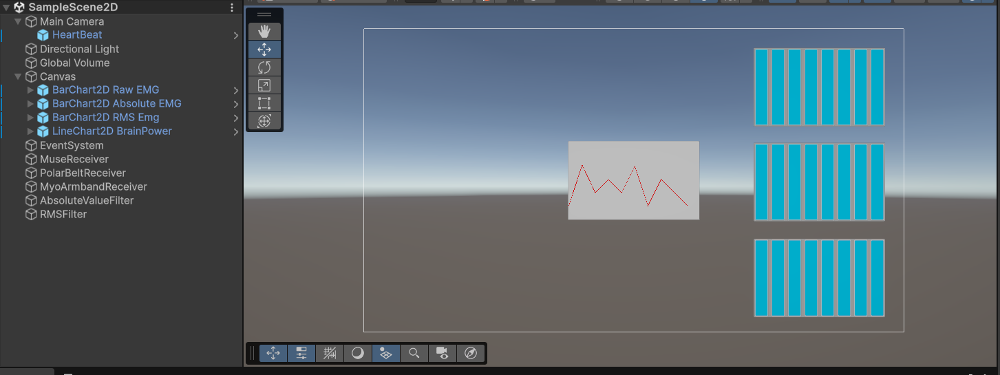 SampleScene2D
Main Camera
HeartBeat
Directional Light
Global Volume
Canvas
BarChart2D Raw EMG
BarChart2D Absolute EMG
BarChart2D RMS Emg
LineChart2D BrainPower
EventSystem
MuseReceiver
PolarBeltReceiver
MyoArmbandReceiver
AbsoluteValueFilter
RMSFilter